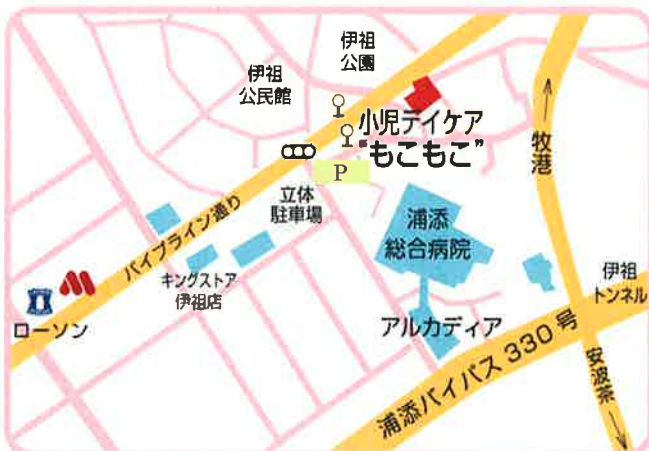 伊祖
公園
伊祖
公民館
小児デイケア
"もこもこ"
P
牧港
立体
駐車場
浦添
総合病院
パイプライン通り
キングストア
伊祖店
伊祖
トンネル
ローソン
アルカディア
浦添バイパス330号
安波茶